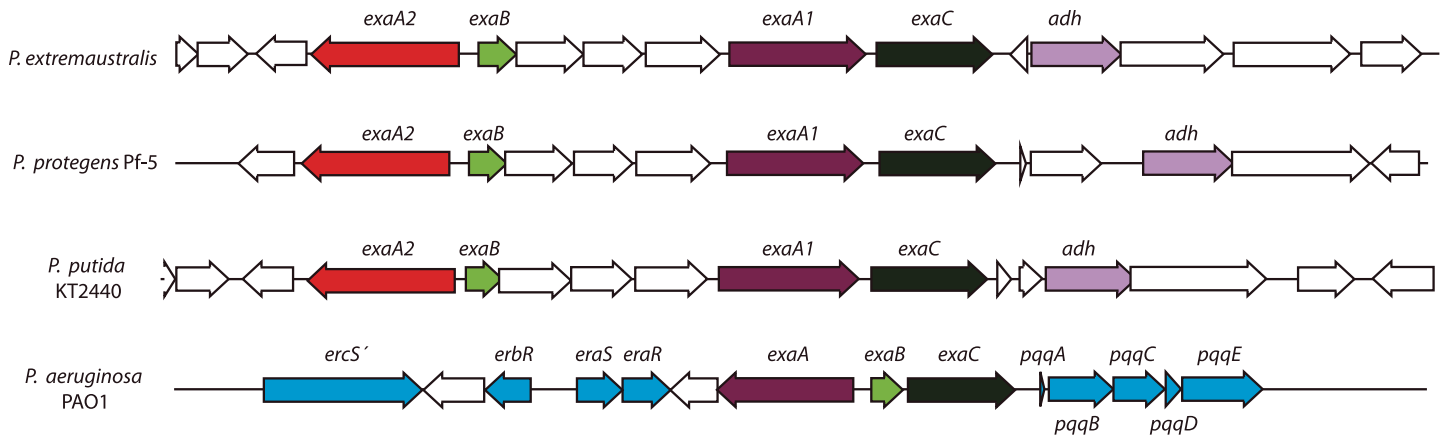 exaA2 exaB exaA1 exaC adh
P. extremaustralis
exaA2 exaB exaA1 exaC adh
P. protegens Pf-5
exaA2 exaB exaA1 exaC adh
P. putida
KT2440
ercS´ erbR eraS eraR exaA exaB exaC pqqA pqqC pqqE
P. aeruginosa
PAO1
pqqB pqqD